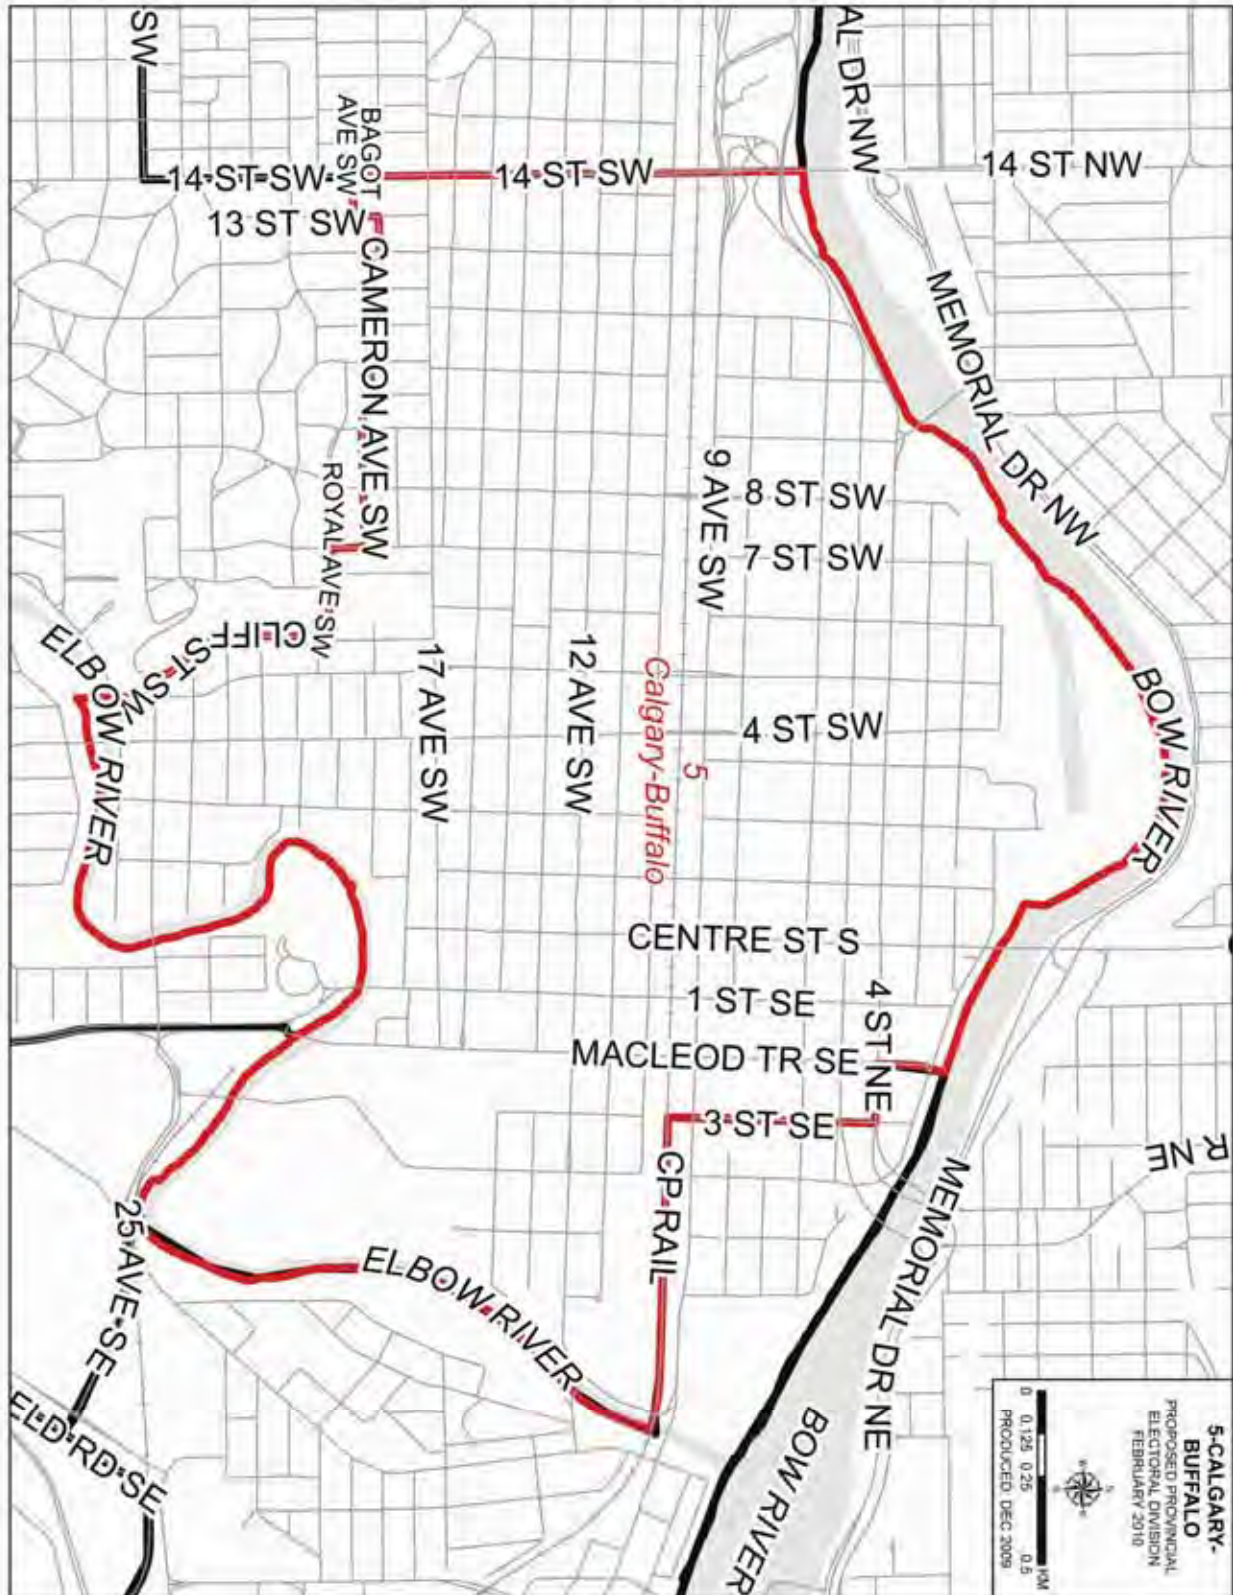 SW
AL DR NW
14 ST SW
14 ST SW
14 ST NW
BAGOT
AVE SW
13 ST SW
CAMERON AVE SW
MEMORIAL DR NW
ROYAL AVE SW
9 AVE SW
8 ST SW
7 ST SW
CLIFF ST SW
ELBOW RIVER
17 AVE SW
12 AVE SW
5
Calgary-Buffalo
4 ST SW
BOW RIVER
CENTRE ST S
1 ST SE
4 ST NE
MACLEOD TR SE
3 ST SE
R NE
CP RAIL
MEMORIAL DR NE
25 AVE SE
ELBOW RIVER
ELD RD SE
BOW RIVER
5-CALGARY-
BUFFALO
PROPOSED PROVINCIAL
ELECTORAL DIVISION
FEBRUARY 2010
N
W
E
S
0 0.125 0.25 0.5
KM
PRODUCED: DEC 2009